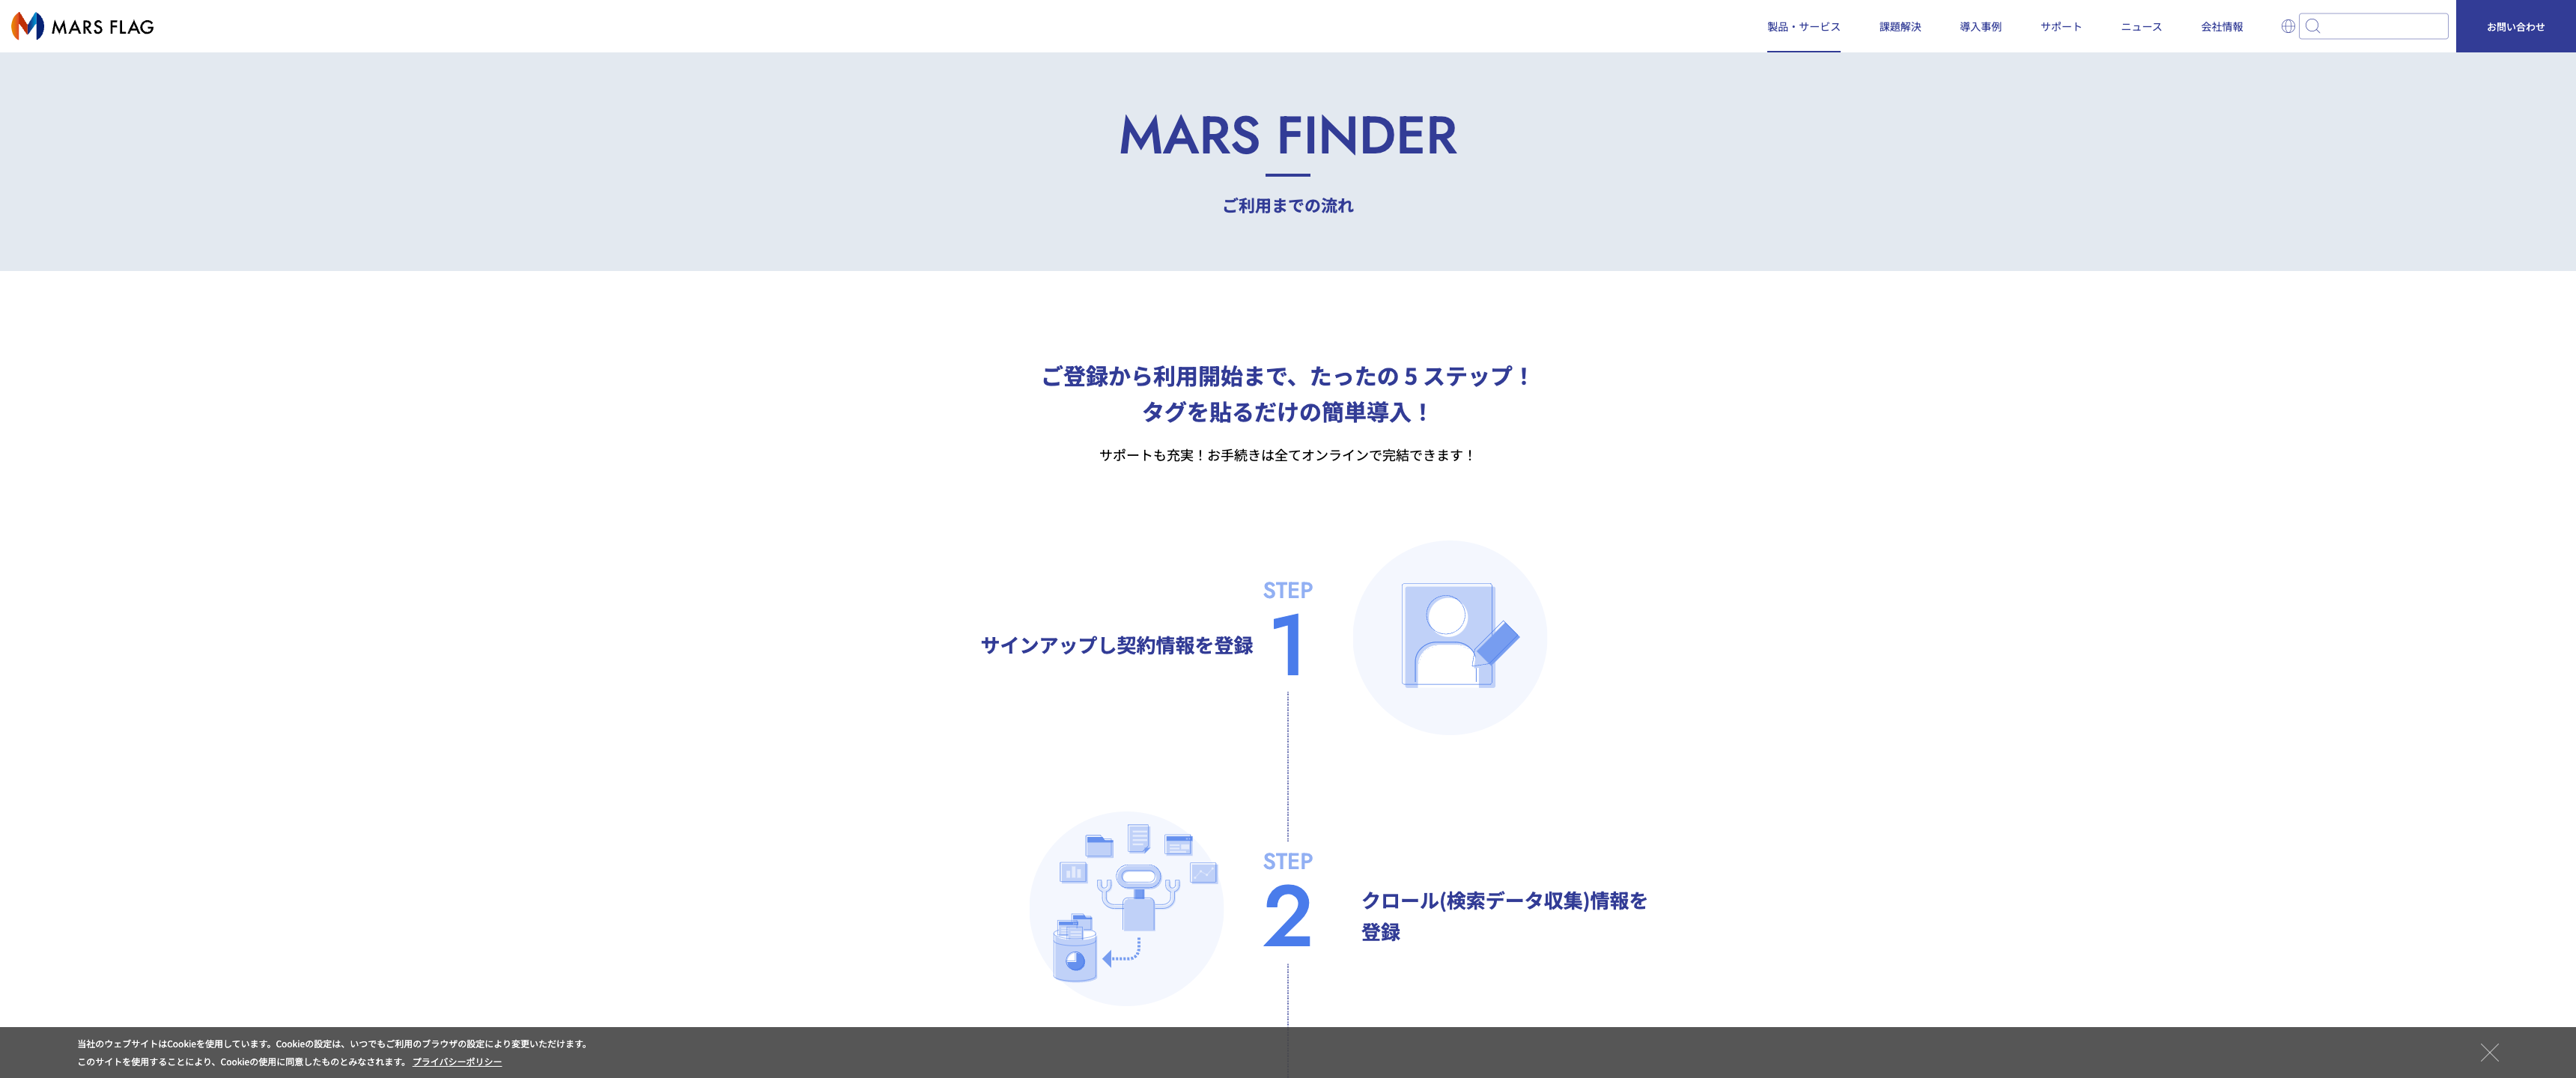 MARS FLAG
製品・サービス
課題解決
導入事例
サポート
ニュース
会社情報
お問い合わせ
MARS FINDER
ご利用までの流れ
ご登録から利用開始まで、たったの 5 ステップ！
タグを貼るだけの簡単導入！
サポートも充実！お手続きは全てオンラインで完結できます！
STEP
1
サインアップし契約情報を登録
STEP
2
クロール(検索データ収集)情報を
登録
当社のウェブサイトはCookieを使用しています。Cookieの設定は、いつでもご利用のブラウザの設定により変更いただけます。
このサイトを使用することにより、Cookieの使用に同意したものとみなされます。 プライバシーポリシー